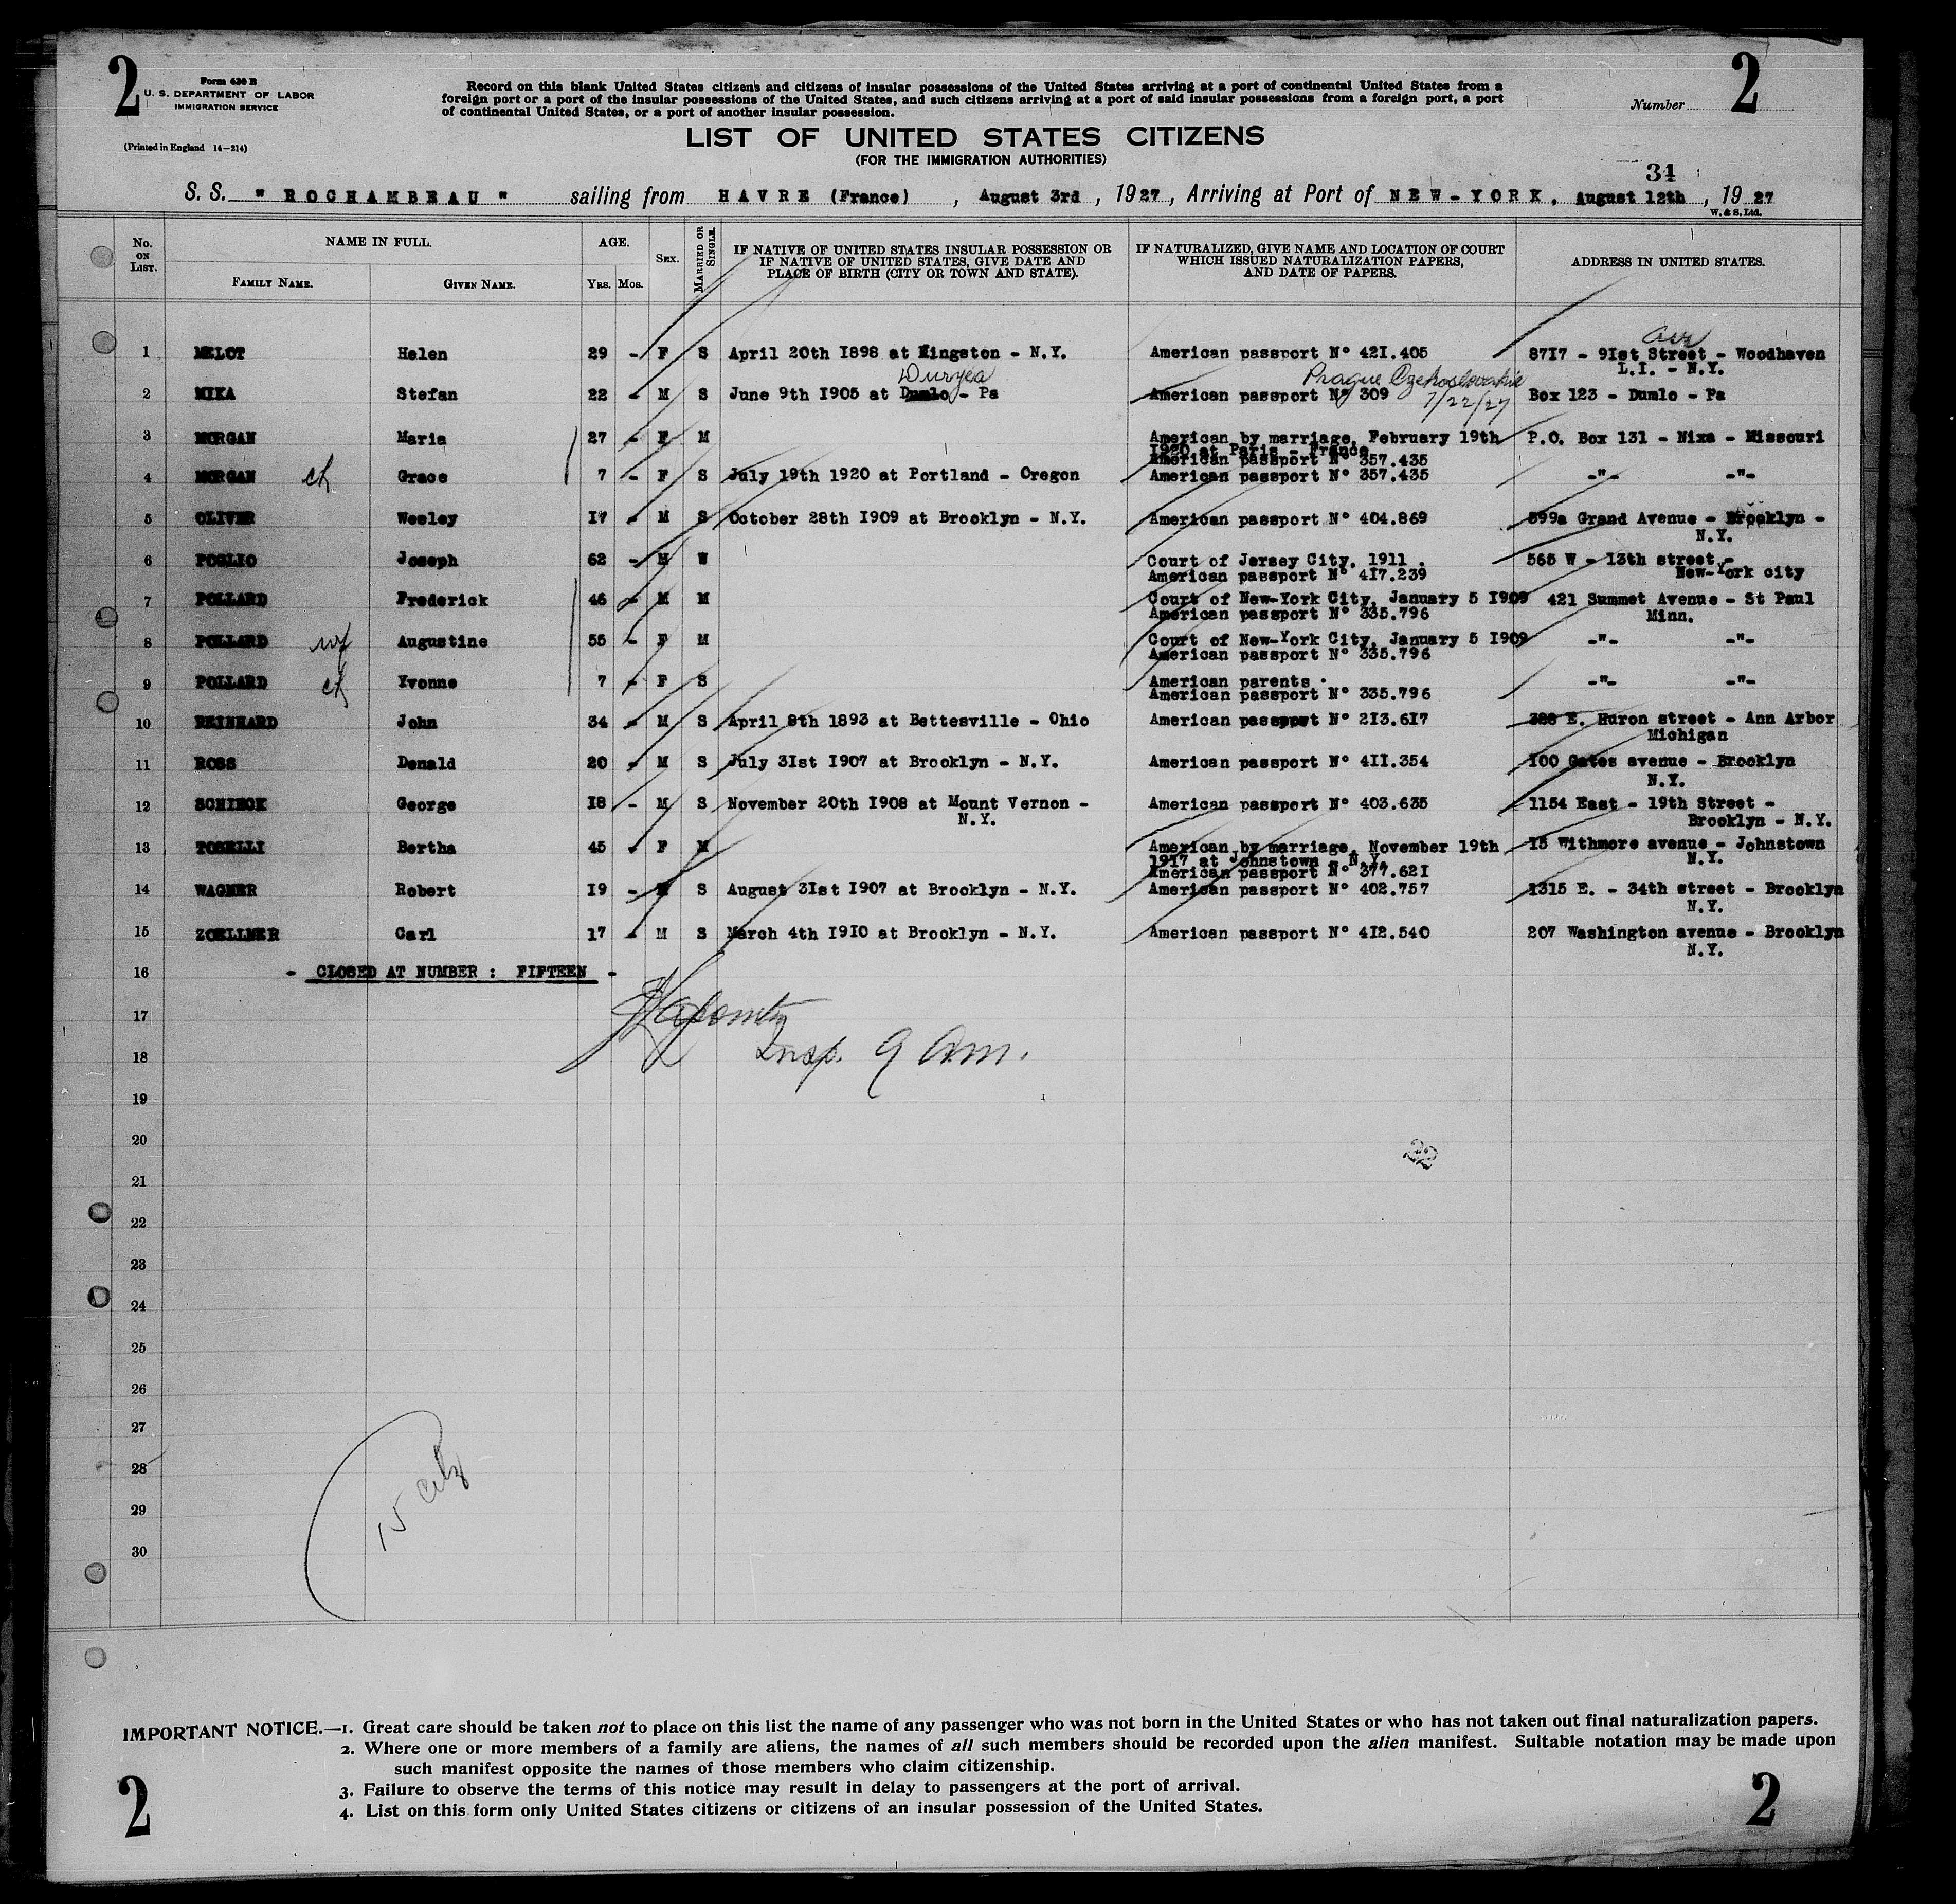 2
Form 630 B
U. S. DEPARTMENT OF LABOR
IMMIGRATION SERVICE
(Printed in England 14-214)
Record on this blank United States citizens and citizens of insular possessions of the United States arriving at a port of continental United States from a
foreign port or a port of the insular possessions of the United States, and such citizens arriving at a port of said insular possessions from a foreign port, a port
of continental United States, or a port of another insular possession.
Number
2
LIST OF UNITED STATES CITIZENS
(FOR THE IMMIGRATION AUTHORITIES)
34
S. S. " ROCHAMBEAU " sailing from HAVRE (France) , August 3rd , 1927 , Arriving at Port of NEW-YORK. August 12th , 1927
W. & S. Ltd.
No. ON LIST.
NAME IN FULL.
FAMILY NAME.
GIVEN NAME.
AGE.
YRS. MOS.
SEX.
MARRIED OR SINGLE.
IF NATIVE OF UNITED STATES INSULAR POSSESSION OR
IF NATIVE OF UNITED STATES, GIVE DATE AND
PLACE OF BIRTH (CITY OR TOWN AND STATE).
IF NATURALIZED, GIVE NAME AND LOCATION OF COURT
WHICH ISSUED NATURALIZATION PAPERS,
AND DATE OF PAPERS.
ADDRESS IN UNITED STATES.
Ave
1 MELOT Helen 29 - F S April 20th 1898 at Kingston - N.Y. American passport N° 421.405 8717 - 91st Street - Woodhaven
L.I. - N.Y.
Duryea Prague Czekoslovakia
2 MIKA Stefan 22 - M S June 9th 1905 at Dumlo - Pa American passport N° 309 7/22/27 Box 123 - Dumlo - Pa
3 MORGAN Maria 27 - F M American by marriage, February 19th P.O. Box 131 - Nixa - Missouri
1920 at Paris - France
American passport N° 357.435
4 MORGAN ch Grace 7 - F S July 19th 1920 at Portland - Oregon American passport N° 357.435 -"- -"-
5 OLIVER Wesley 17 - M S October 28th 1909 at Brooklyn - N.Y. American passport N° 404.869 599a Grand Avenue - Brooklyn -
N.Y.
6 POGLIO Joseph 62 - M W Court of Jersey City, 1911 . 565 W - 13th street -
American passport N° 417.239 New-York city
7 POLLARD Frederick 46 - M M Court of New-York City, January 5 1909 421 Summet Avenue - St Paul
American passport N° 335.796 Minn.
8 POLLARD wf Augustine 55 - F M Court of New-York City, January 5 1909 -"- -"-
American passport N° 335.796
9 POLLARD ch Yvonne 7 - F S American parents . -"- -"-
American passport N° 335.796
10 REINHARD John 34 - M S April 8th 1893 at Bettesville - Ohio American passport N° 213.617 E. Huron street - Ann Arbor
Michigan
11 ROSS Donald 20 - M S July 31st 1907 at Brooklyn - N.Y. American passport N° 411.354 100 Gates avenue - Brooklyn
N.Y.
12 SCHIECK George 18 - M S November 20th 1908 at Mount Vernon - American passport N° 403.635 1154 East - 19th Street -
N.Y. Brooklyn - N.Y.
13 TOSELLI Bertha 45 - F M American by marriage, November 19th 15 Withmore avenue - Johnstown
1917 at Johnstown - N.Y. N.Y.
American passport N° 377.621
14 WAGNER Robert 19 - M S August 31st 1907 at Brooklyn - N.Y. American passport N° 402.757 1315 E. - 34th street - Brooklyn
N.Y.
15 ZOELLNER Carl 17 - M S March 4th 1910 at Brooklyn - N.Y. American passport N° 412.540 207 Washington avenue - Brooklyn
N.Y.
16 - CLOSED AT NUMBER : FIFTEEN -
17
18 Insp. 9 Am.
19
20
22
21
22
23
24
25
26
27
28
15
29
30
IMPORTANT NOTICE.—1. Great care should be taken not to place on this list the name of any passenger who was not born in the United States or who has not taken out final naturalization papers.
2. Where one or more members of a family are aliens, the names of all such members should be recorded upon the alien manifest. Suitable notation may be made upon
such manifest opposite the names of those members who claim citizenship.
3. Failure to observe the terms of this notice may result in delay to passengers at the port of arrival.
4. List on this form only United States citizens or citizens of an insular possession of the United States.
2
2